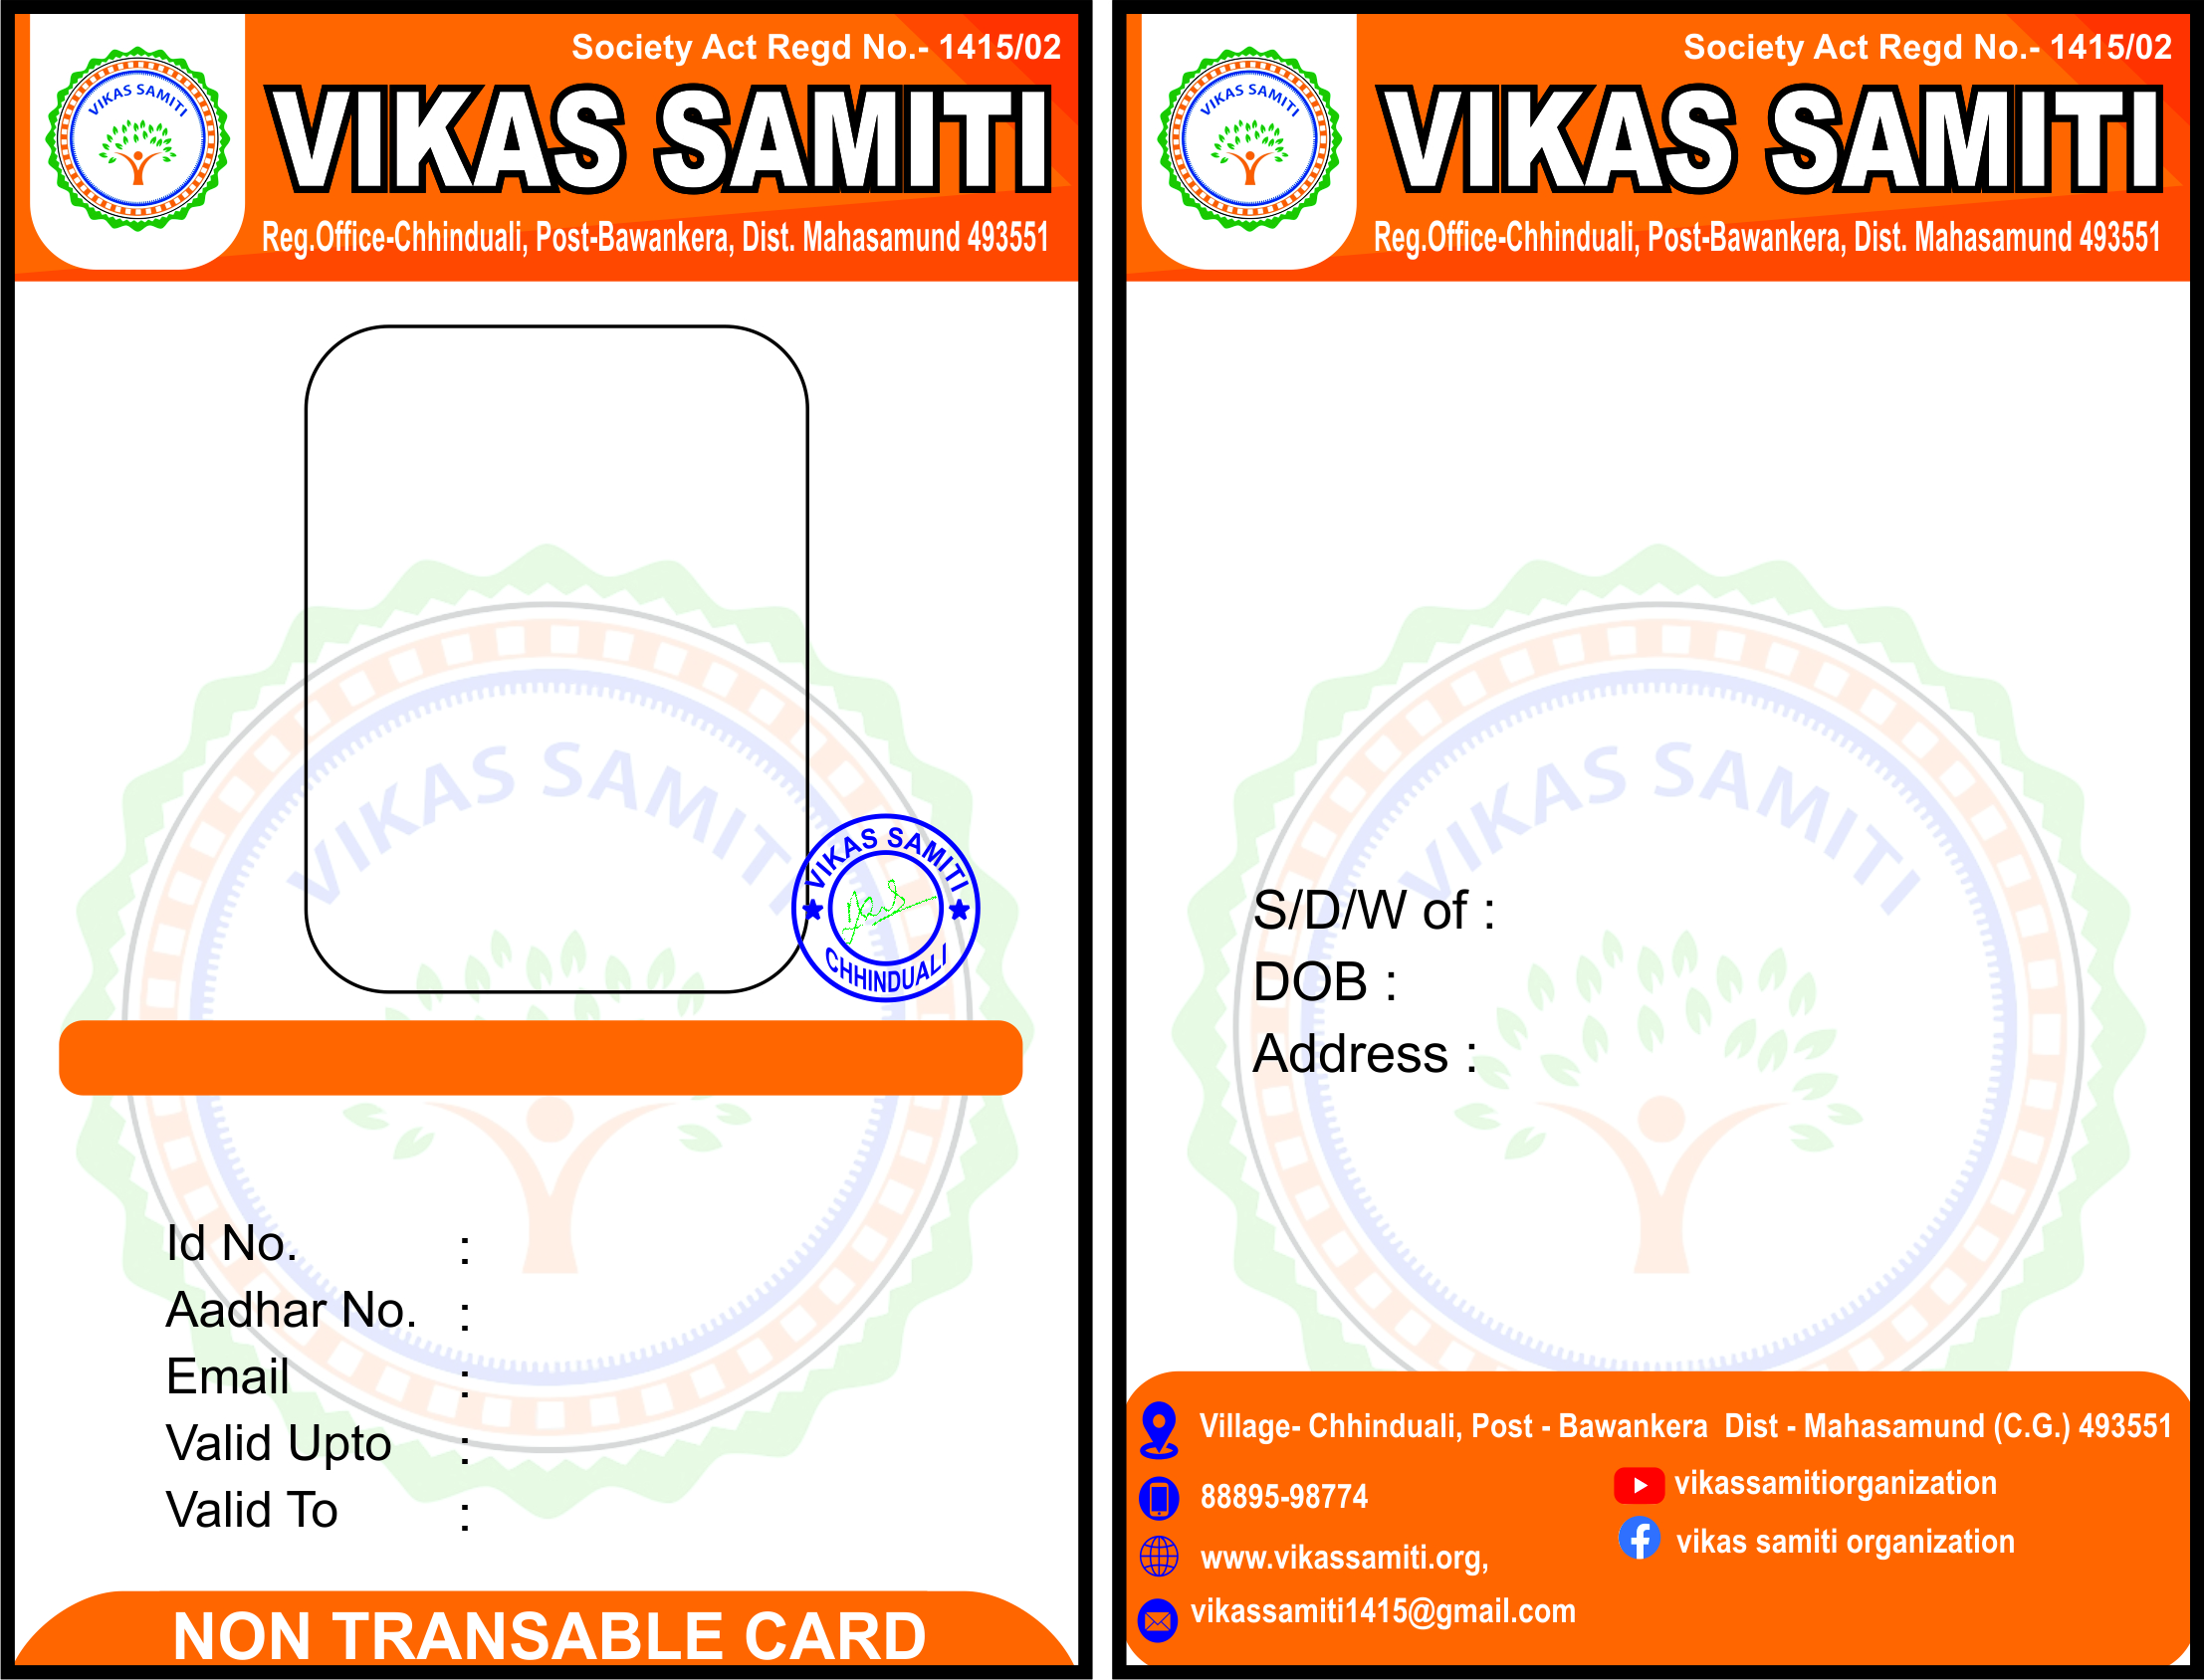 Society Act Regd No.- 1415/02
VIKAS SAMITI
VIKAS SAMITI
Reg.Office-Chhinduali, Post-Bawankera, Dist. Mahasamund 493551
VIKAS SAMITI
VIKAS SAMITI
CHHINDUALI
Id No. :
Aadhar No. :
Email :
Valid Upto :
Valid To :
NON TRANSABLE CARD
Society Act Regd No.- 1415/02
VIKAS SAMITI
VIKAS SAMITI
Reg.Office-Chhinduali, Post-Bawankera, Dist. Mahasamund 493551
VIKAS SAMITI
S/D/W of :
DOB :
Address :
Village- Chhinduali, Post - Bawankera Dist - Mahasamund (C.G.) 493551
88895-98774
vikassamitiorganization
www.vikassamiti.org,
vikas samiti organization
vikassamiti1415@gmail.com